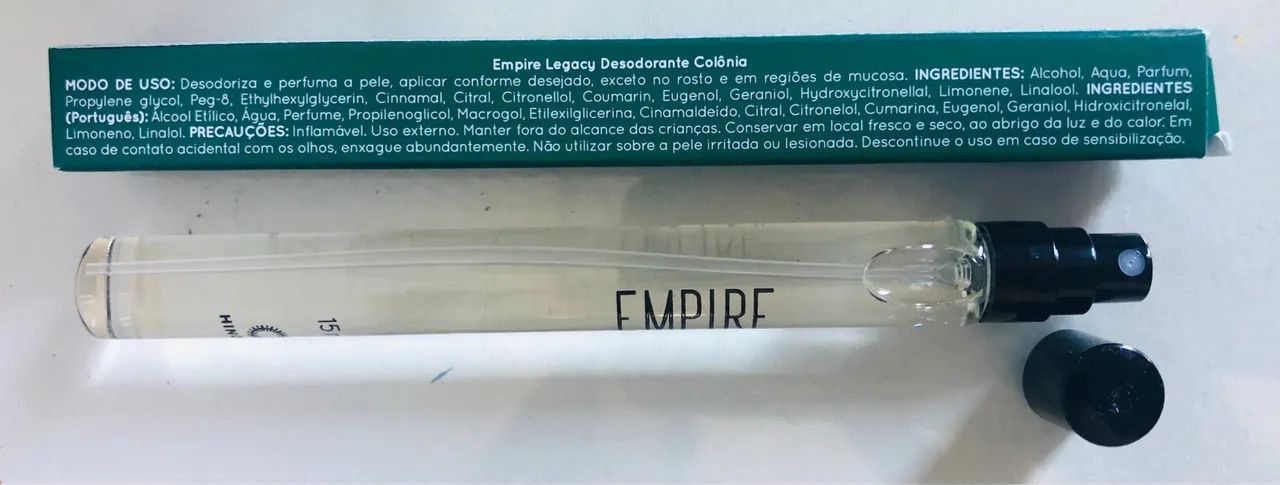 Empire Legacy Desodorante Colônia
MODO DE USO: Desodoriza e perfuma a pele, aplicar conforme desejado, exceto no rosto e em regiões de mucosa. INGREDIENTES: Alcohol, Aqua, Parfum,
Propylene glycol, Peg-8, Ethylhexylglycerin, Cinnamal, Citral, Citronellol, Coumarin, Eugenol, Geraniol, Hydroxycitronellal, Limonene, Linalool. INGREDIENTES
(Português): Álcool Etílico, Água, Perfume, Propilenoglicol, Macrogol, Etilexilglicerina, Cinamaldeído, Citral, Citronelol, Cumarina, Eugenol, Geraniol, Hidroxicitronelal,
Limoneno, Linalol. PRECAUÇÕES: Inflamável. Uso externo. Manter fora do alcance das crianças. Conservar em local fresco e seco, ao abrigo da luz e do calor. Em
caso de contato acidental com os olhos, enxague abundantemente. Não utilizar sobre a pele irritada ou lesionada. Descontinue o uso em caso de sensibilização.
EMPIRE
15